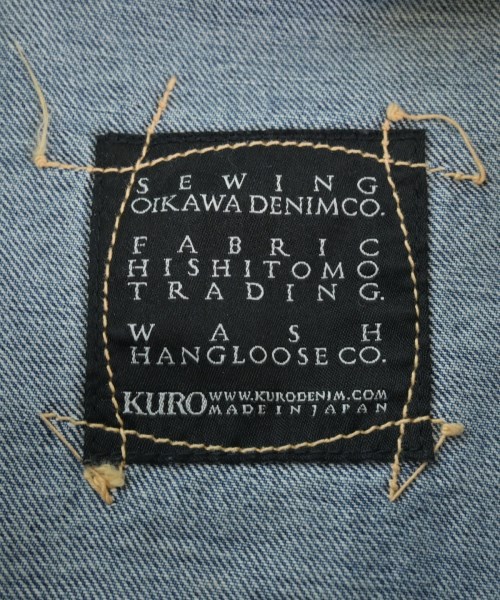 SEWING
OIKAWA DENIM CO.
FABRIC
HISHITOMO
TRADING.
WASH
HANGLOOSE CO.
KURO WWW.KURODENIM.COM
MADE IN JAPAN